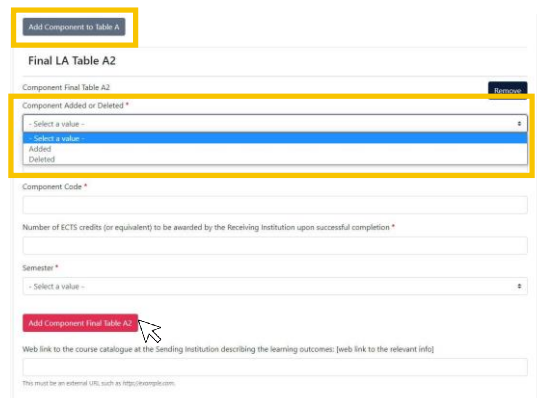 Add Component to Table A
Final LA Table A2
Component Final Table A2
Remove
Component Added or Deleted *
- Select a value -
- Select a value -
Added
Deleted
Component Code *
Number of ECTS credits (or equivalent) to be awarded by the Receiving Institution upon successful completion *
Semester *
- Select a value -
Add Component Final Table A2
Web link to the course catalogue at the Sending Institution describing the learning outcomes: [web link to the relevant info]
This must be an external URL such as http://example.com.